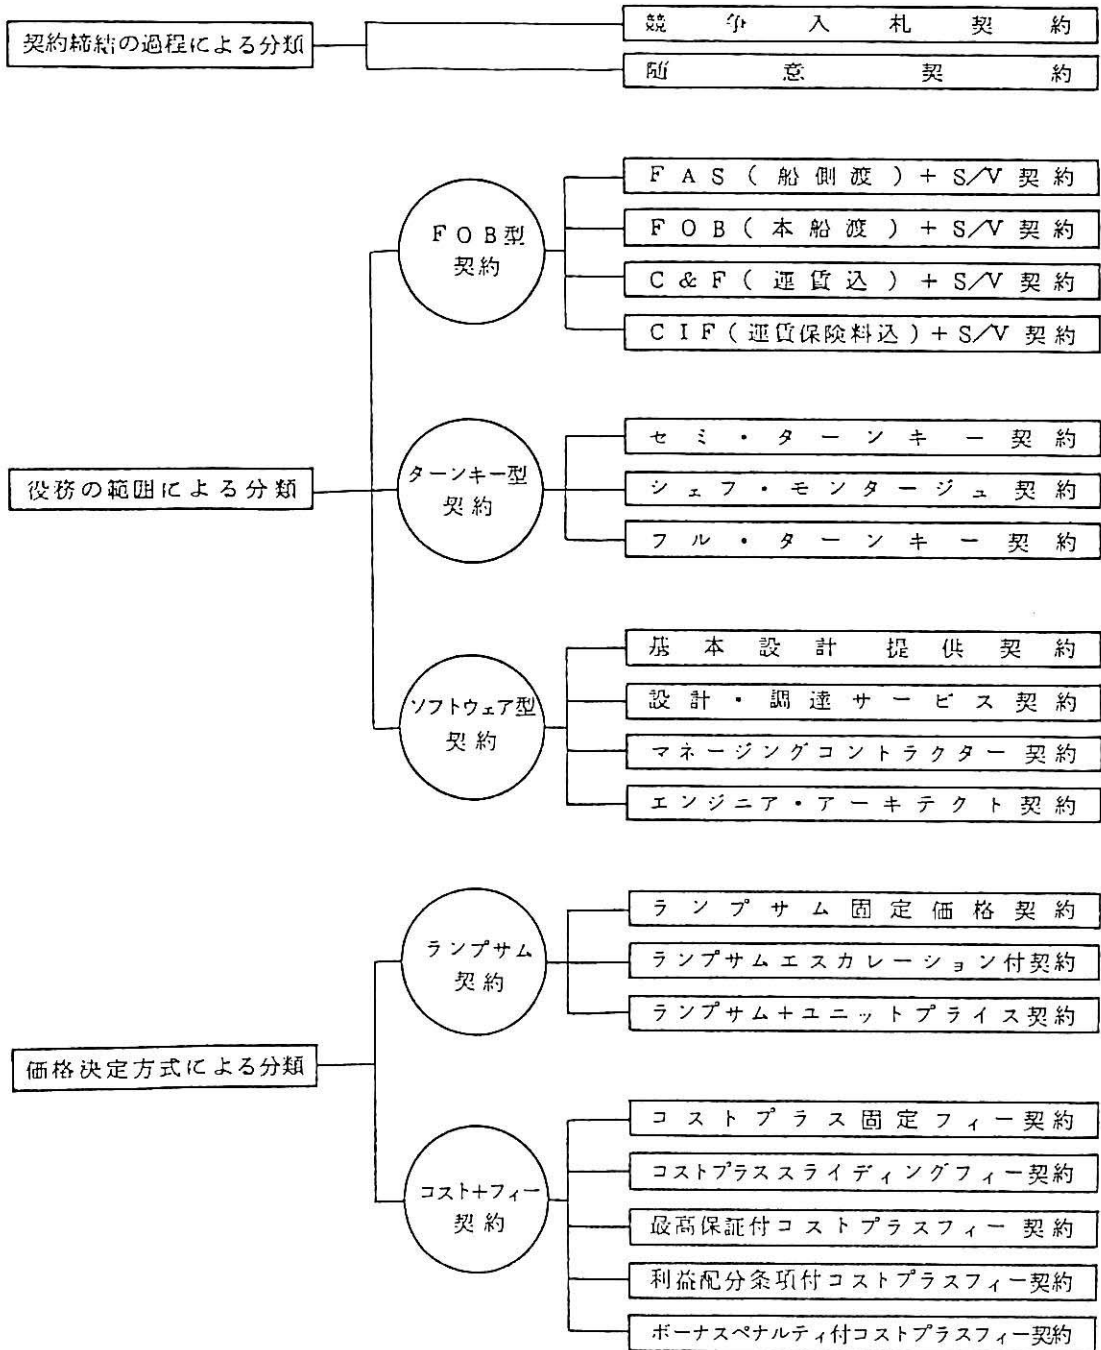 契約締結の過程による分類
競争入札契約
随意契約
役務の範囲による分類
FOB型
契約
FAS(船側渡)+S/V契約
FOB(本船渡)+S/V契約
C&F(運賃込)+S/V契約
CIF(運賃保険料込)+S/V契約
ターンキー型
契約
セミ・ターンキー契約
シェフ・モンタージュ契約
フル・ターンキー契約
ソフトウェア型
契約
基本設計提供契約
設計・調達サービス契約
マネージングコントラクター契約
エンジニア・アーキテクト契約
価格決定方式による分類
ランプサム
契約
ランプサム固定価格契約
ランプサムエスカレーション付契約
ランプサム+ユニットプライス契約
コスト+フィー
契約
コストプラス固定フィー契約
コストプラススライディングフィー契約
最高保証付コストプラスフィー契約
利益配分条項付コストプラスフィー契約
ボーナスペナルティ付コストプラスフィー契約